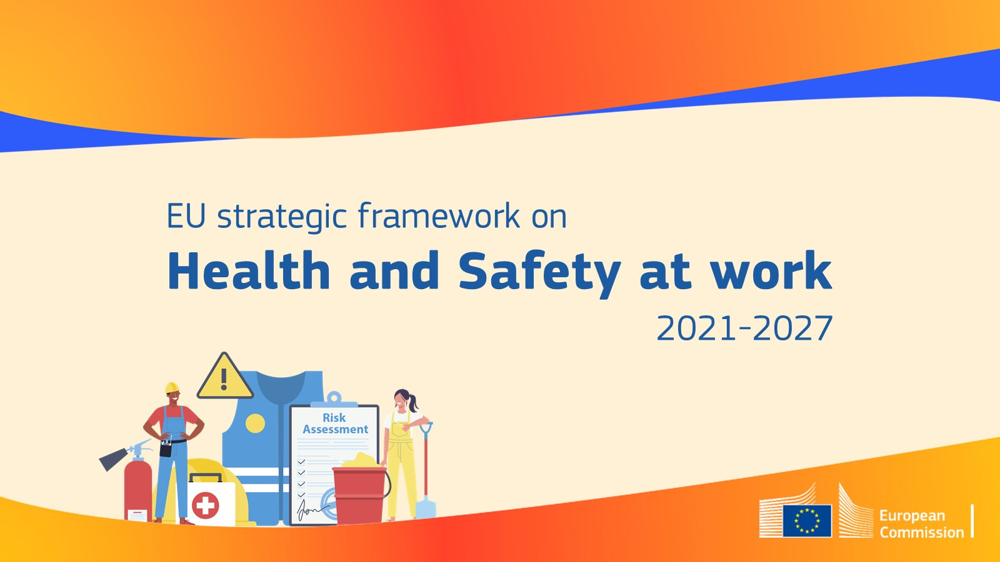 EU strategic framework on
Health and Safety at work
2021-2027
Risk
Assessment
European
Commission